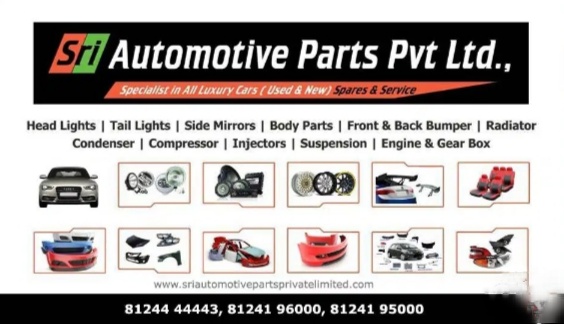 Sri Automotive Parts Pvt Ltd.,
Specialist in All Luxury Cars ( Used & New) Spares & Service
Head Lights | Tail Lights | Side Mirrors | Body Parts | Front & Back Bumper | Radiator
Condenser | Compressor | Injectors | Suspension | Engine & Gear Box
www.sriautomotivepartsprivatelimited.com
81244 44443, 81241 96000, 81241 95000